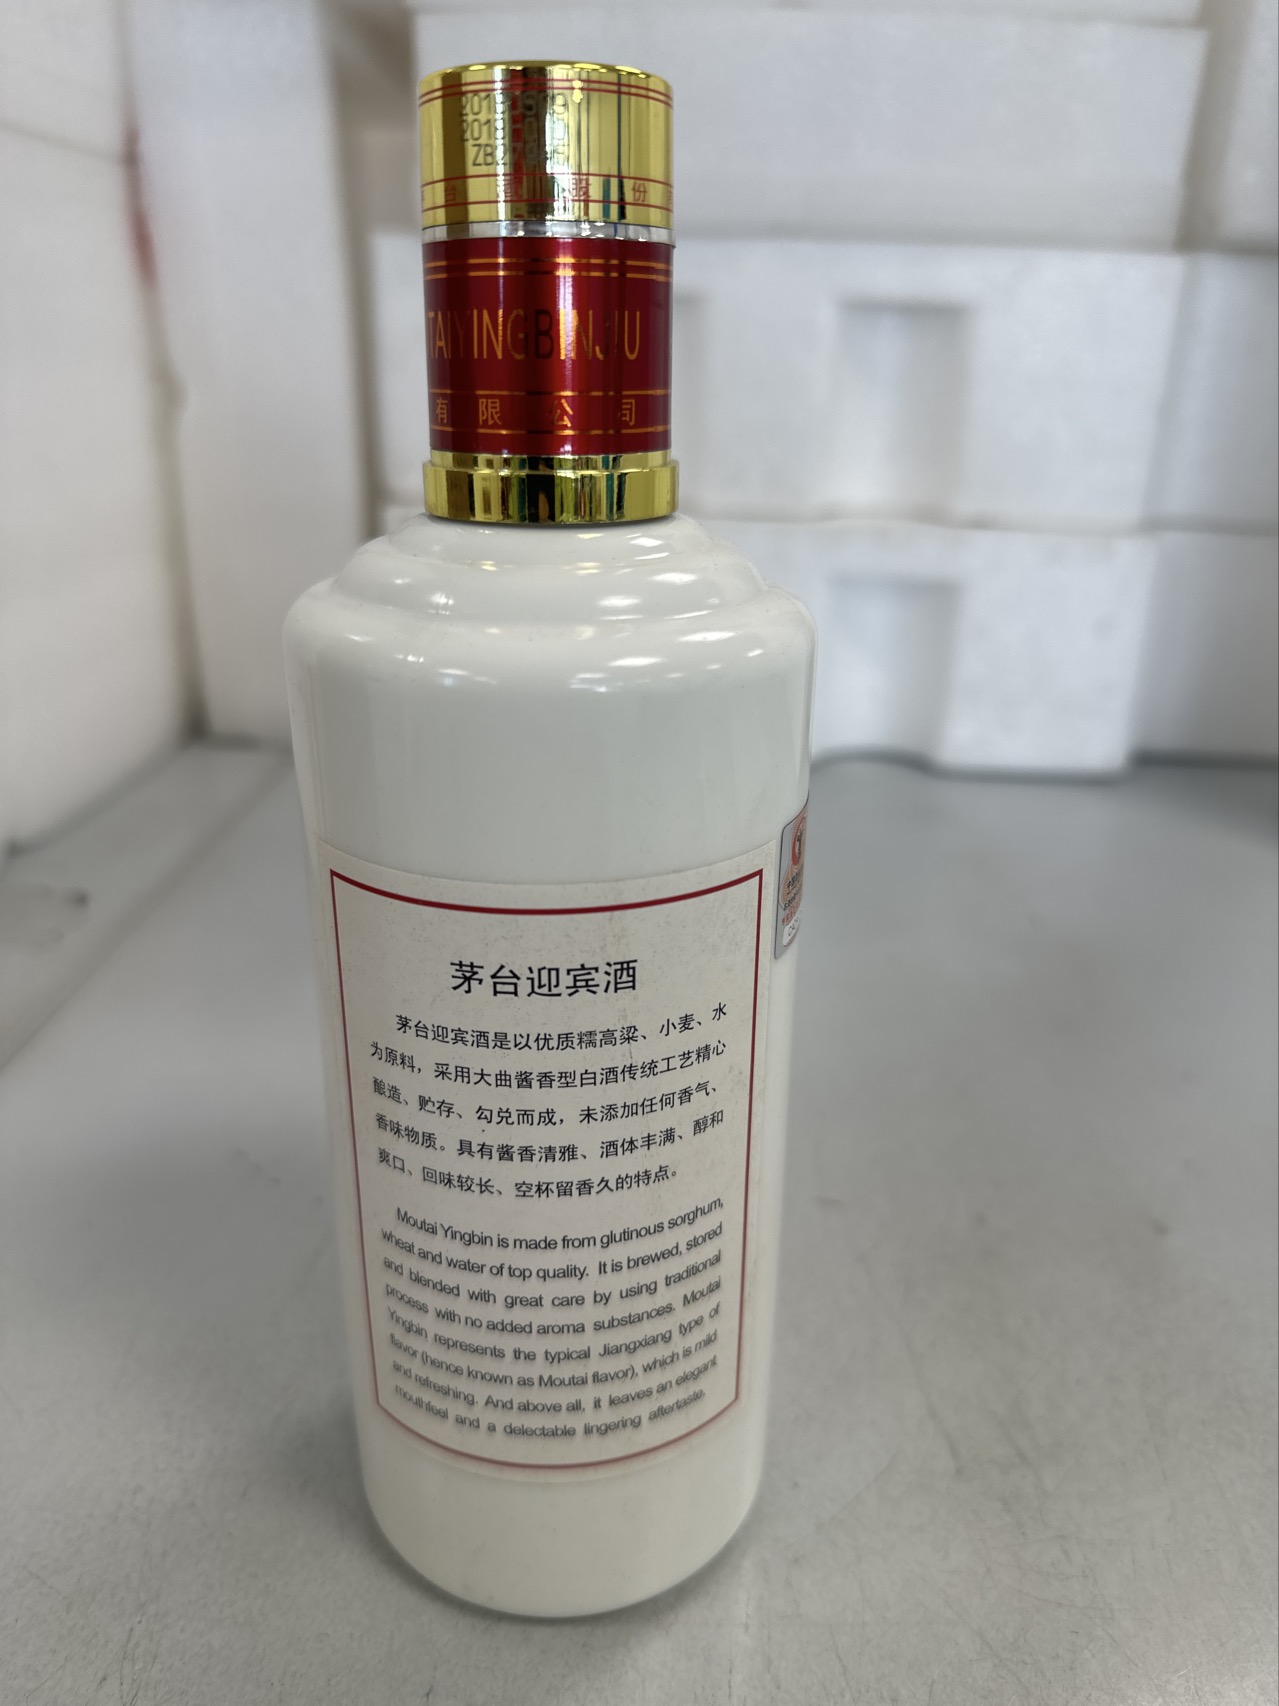 台 酒 股 份
TAIYINGBINJIU
有限公司
茅台迎宾酒
茅台迎宾酒是以优质糯高粱、小麦、水
为原料，采用大曲酱香型白酒传统工艺精心
酿造、贮存、勾兑而成，未添加任何香气、
香味物质。具有酱香清雅、酒体丰满、醇和
爽口、回味较长、空杯留香久的特点。
Moutai Yingbin is made from glutinous sorghum,
wheat and water of top quality. It is brewed, stored
and blended with great care by using traditional
process with no added aroma substances. Moutai
Yingbin represents the typical Jiangxiang type of
flavor (hence known as Moutai flavor), which is mild
and refreshing. And above all, it leaves an elegant
mouthfeel and a delectable lingering aftertaste.